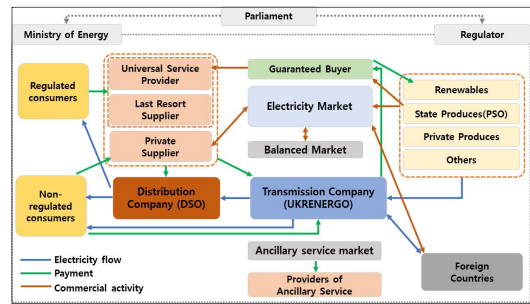 Parliament
Ministry of Energy
Regulator
Regulated
consumers
Universal Service
Provider
Last Resort
Supplier
Private
Supplier
Guaranteed Buyer
Electricity Market
Balanced Market
Renewables
State Produces(PSO)
Private Produces
Others
Non-
regulated
consumers
Distribution
Company (DSO)
Transmission Company
(UKRENERGO)
Ancillary service market
Providers of
Ancillary Service
Foreign
Countries
Electricity flow
Payment
Commercial activity